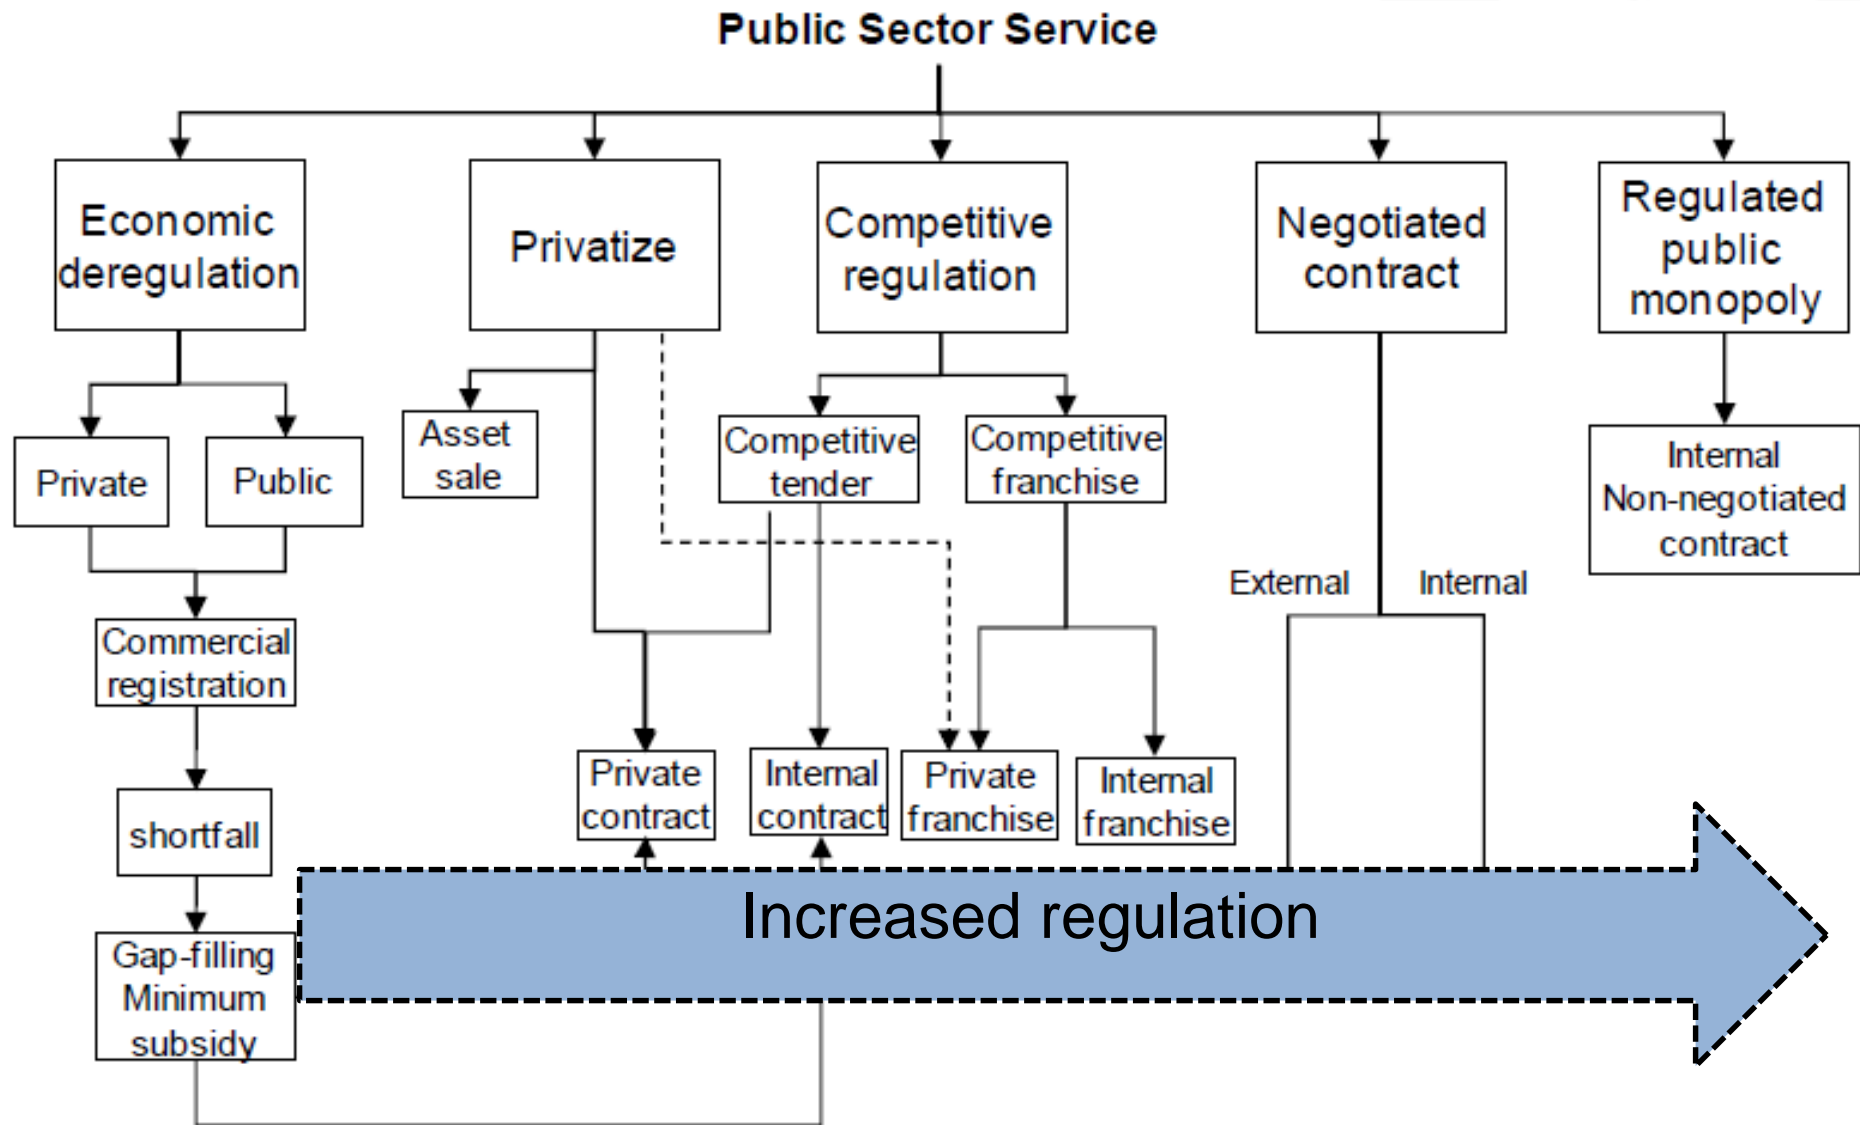 Public Sector Service
Economic
deregulation
Privatize
Competitive
regulation
Negotiated
contract
Regulated
public
monopoly
Private
Public
Asset
sale
Competitive
tender
Competitive
franchise
Internal
Non-negotiated
contract
External
Internal
Commercial
registration
Private
contract
Internal
contract
Private
franchise
Internal
franchise
shortfall
Increased regulation
Gap-filling
Minimum
subsidy